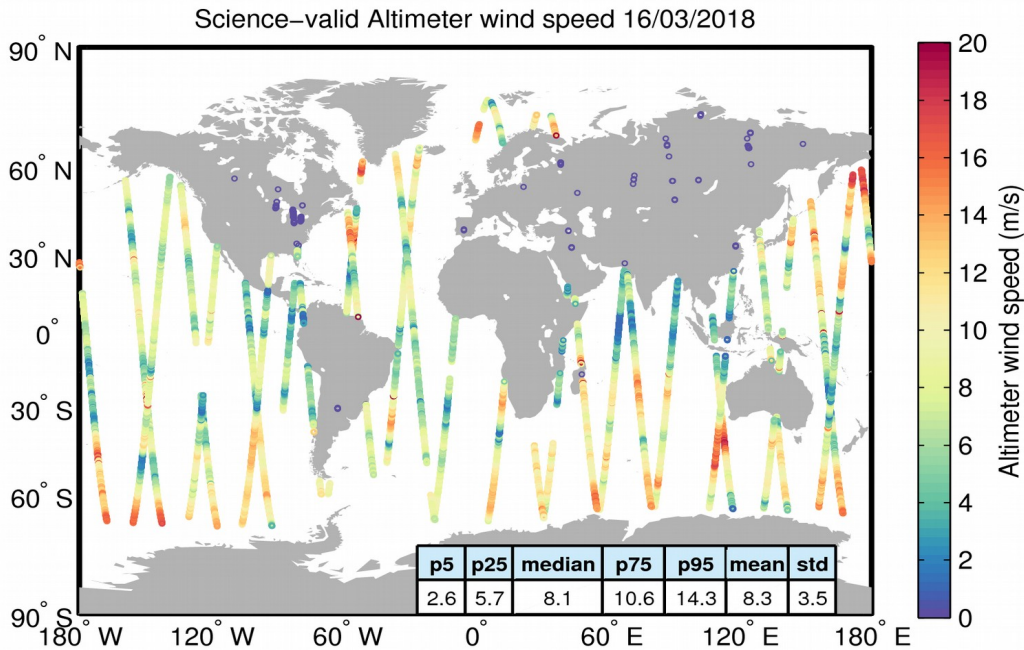 Science−valid Altimeter wind speed 16/03/2018
90° N
60° N
30° N
0°
30° S
60° S
90° S
180° W
120° W
60° W
0°
60° E
120° E
180° E
p5 p25 median p75 p95 mean std
2.6 5.7 8.1 10.6 14.3 8.3 3.5
20
18
16
14
12
10
8
6
4
2
0
Altimeter wind speed (m/s)